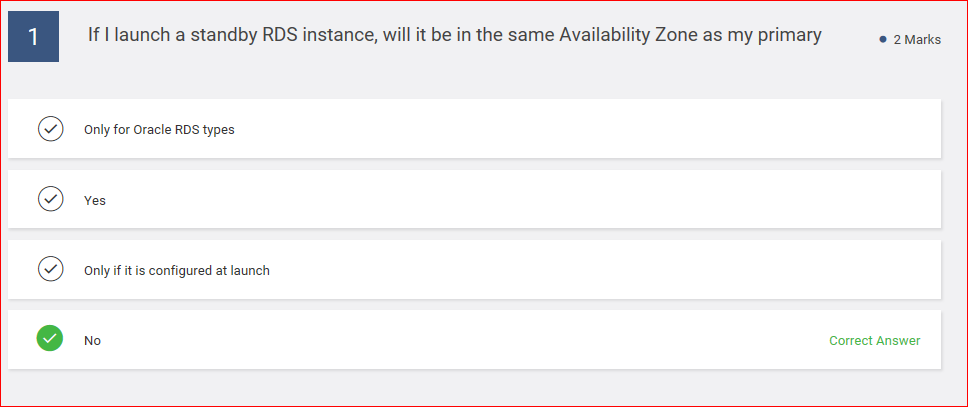 1
If I launch a standby RDS instance, will it be in the same Availability Zone as my primary
2 Marks
Only for Oracle RDS types
Yes
Only if it is configured at launch
No
Correct Answer